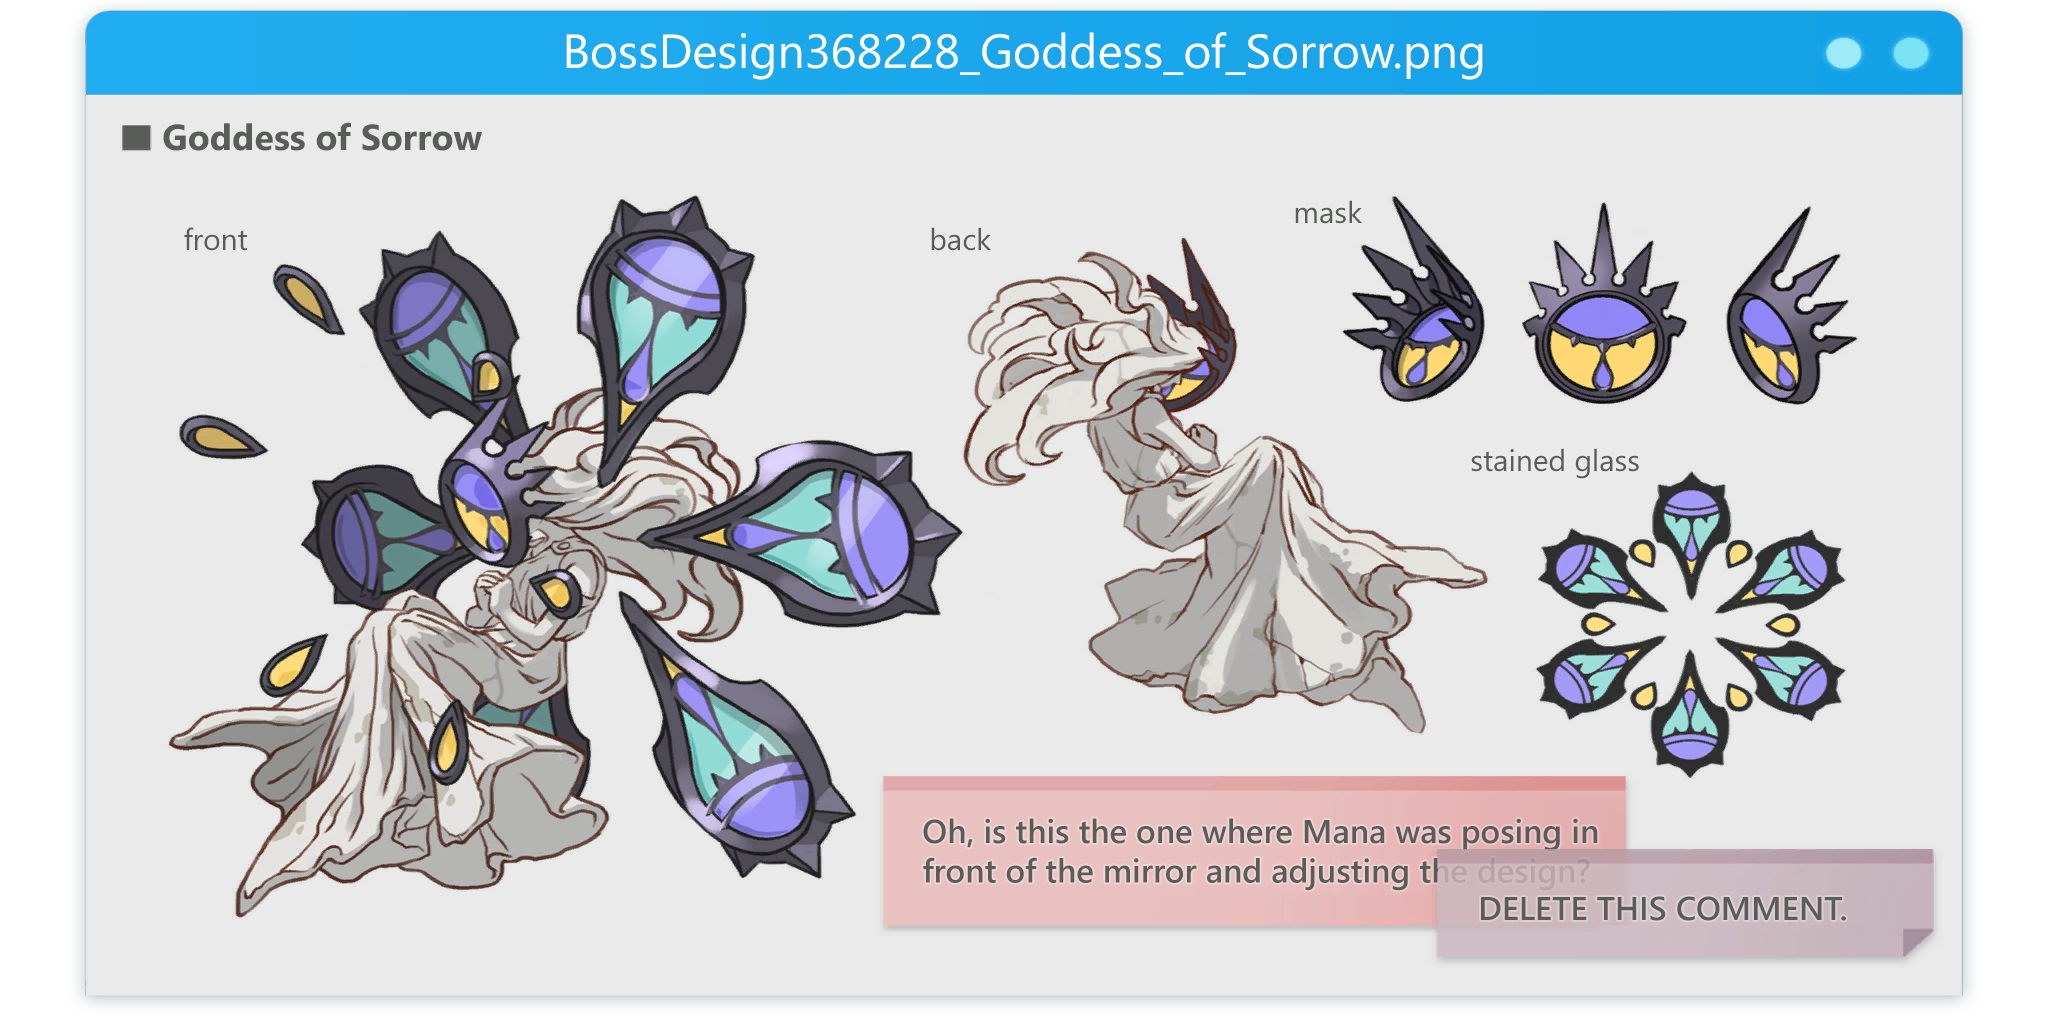 BossDesign368228_Goddess_of_Sorrow.png
■ Goddess of Sorrow
front
back
mask
stained glass
Oh, is this the one where Mana was posing in
front of the mirror and adjusting the design?
DELETE THIS COMMENT.